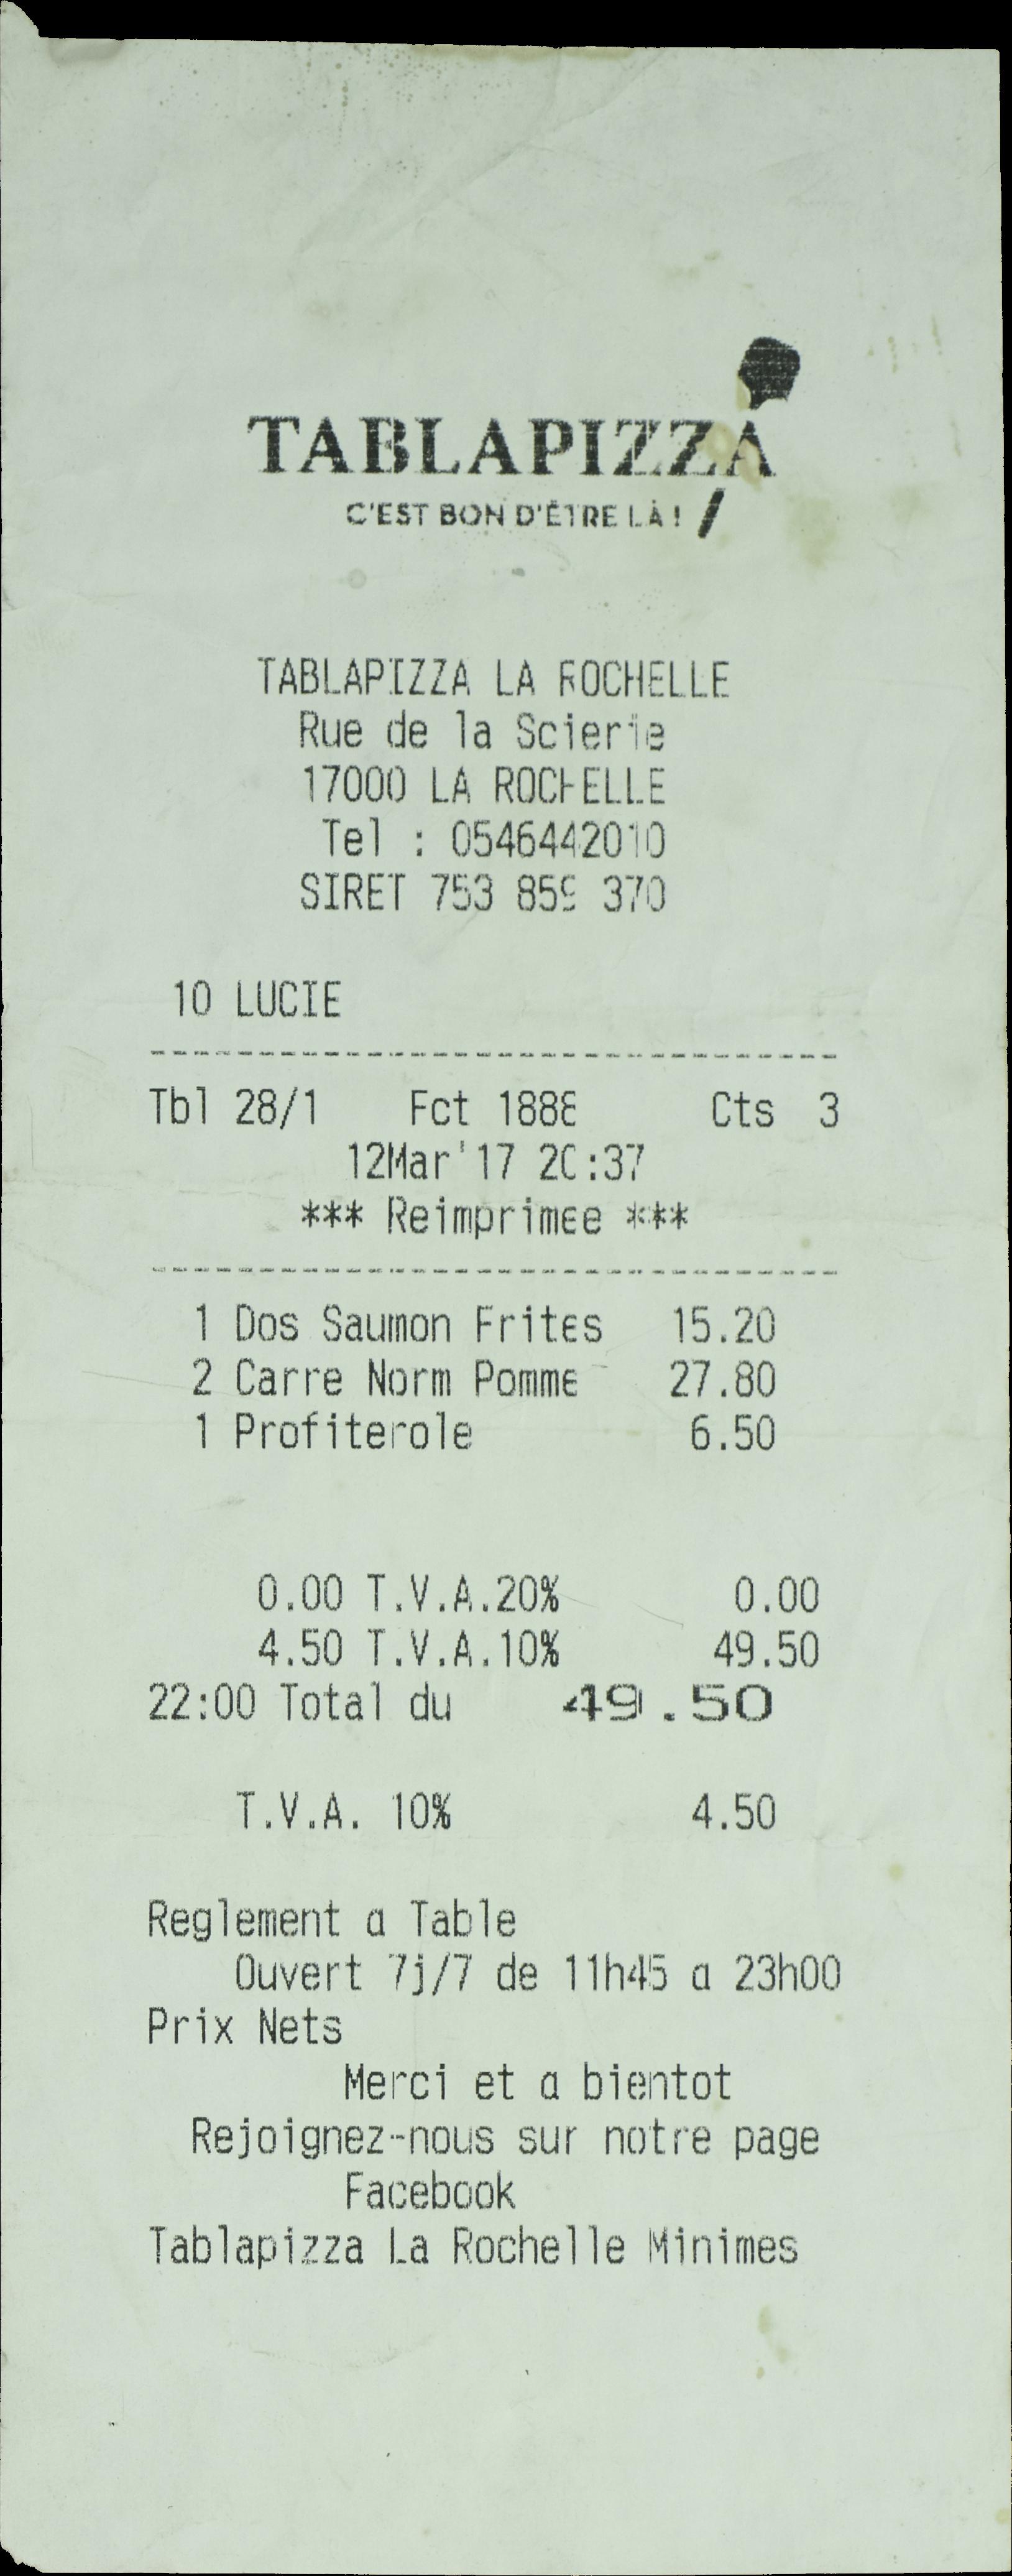 TABLAPIZZA
C'EST BON D'ÊTRE LÀ !
TABLAPIZZA LA ROCHELLE
Rue de la Scierie
17000 LA ROCHELLE
Tel : 0546442010
SIRET 753 859 370
10 LUCIE
--------------------------------
Tbl 28/1 Fct 1888 Cts 3
12Mar'17 20:37
*** Reimprimee ***
--------------------------------
1 Dos Saumon Frites 15.20
2 Carre Norm Pomme 27.80
1 Profiterole 6.50
0.00 T.V.A.20% 0.00
4.50 T.V.A.10% 49.50
22:00 Total du 49.50
T.V.A. 10% 4.50
Reglement a Table
Ouvert 7j/7 de 11h45 a 23h00
Prix Nets
Merci et a bientot
Rejoignez-nous sur notre page
Facebook
Tablapizza La Rochelle Minimes